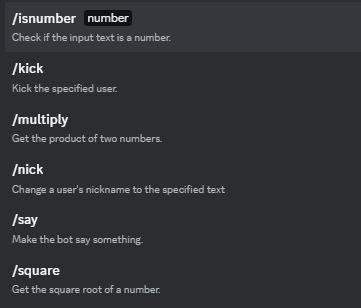 /isnumber number
Check if the input text is a number.
/kick
Kick the specified user.
/multiply
Get the product of two numbers.
/nick
Change a user's nickname to the specified text
/say
Make the bot say something.
/square
Get the square root of a number.